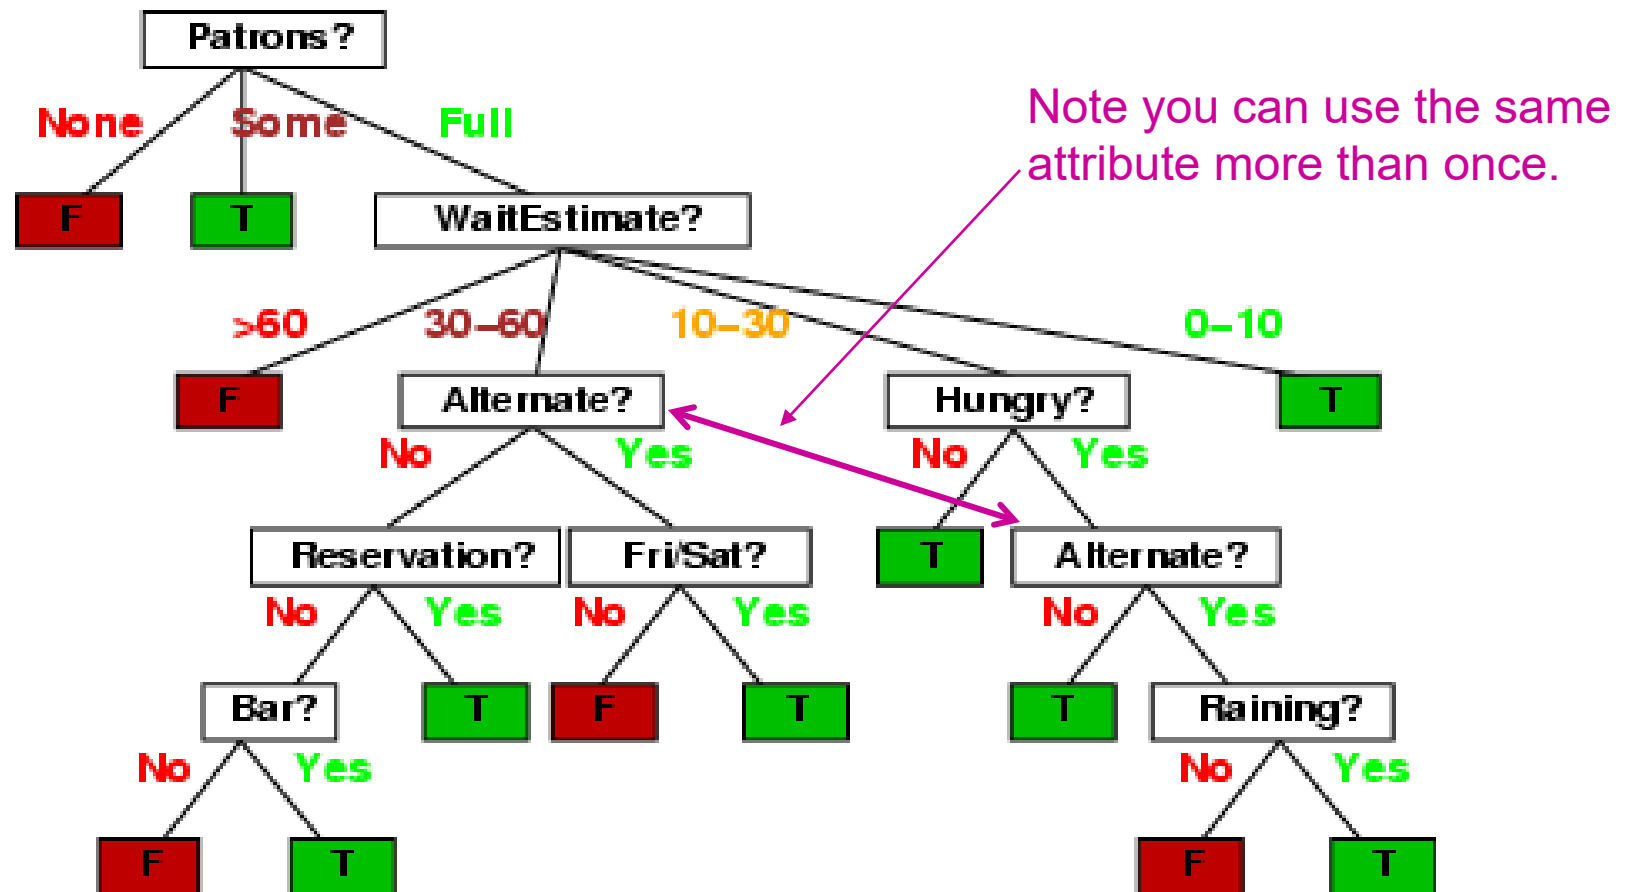 Patrons?
Note you can use the same
attribute more than once.
None Some Full
F T WaitEstimate?
>60 30–60 10–30 0–10
F Alternate? Hungry? T
No Yes No Yes
Reservation? Fri/Sat? T Alternate?
No Yes No Yes No Yes
Bar? T F T T Raining?
No Yes No Yes
F T F T